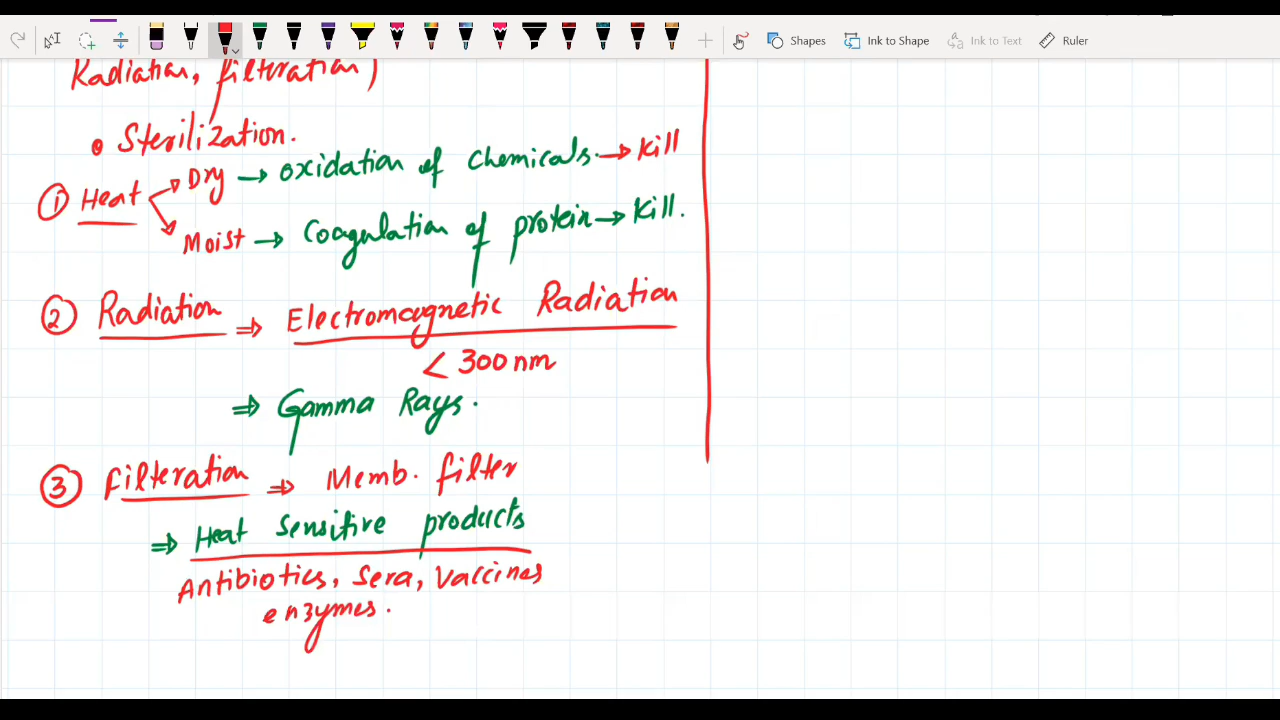 Shapes Ink to Shape Ink to Text Ruler
Radiation, filteration)
• Sterilization.
① Heat
Dry → oxidation of chemicals. → Kill
Moist → Coagulation of protein → Kill.
② Radiation ⇒ Electromagnetic Radiation
< 300nm
⇒ Gamma Rays.
③ filteration ⇒ Memb. filter
⇒ Heat sensitive products
Antibiotics, Sera, Vaccines
enzymes.